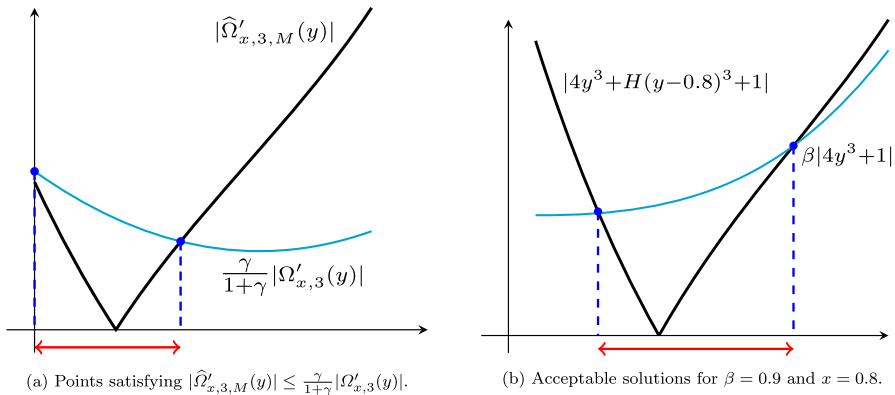 |Ω̂′ₓ,₃,M(y)|
γ/1+γ |Ω′ₓ,₃(y)|
(a) Points satisfying |Ω̂′ₓ,₃,M(y)| ≤ γ/1+γ |Ω′ₓ,₃(y)|.
|4y³+H(y−0.8)³+1|
β|4y³+1|
(b) Acceptable solutions for β = 0.9 and x = 0.8.